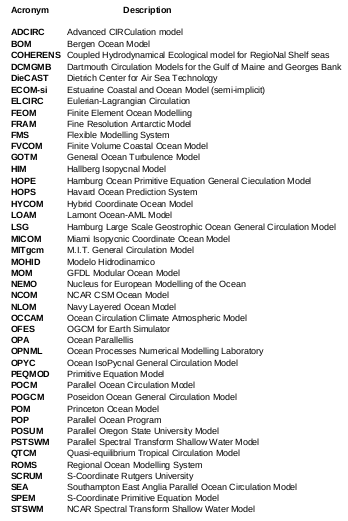 Acronym Description
ADCIRC Advanced CIRCulation model
BOM Bergen Ocean Model
COHERENS Coupled Hydrodynamical Ecological model for RegioNal Shelf seas
DCMGMB Dartmouth Circulation Models for the Gulf of Maine and Georges Bank
DieCAST Dietrich Center for Air Sea Technology
ECOM-si Estuarine Coastal and Ocean Model (semi-implicit)
ELCIRC Eulerian-Lagrangian Circulation
FEOM Finite Element Ocean Modelling
FRAM Fine Resolution Antarctic Model
FMS Flexible Modelling System
FVCOM Finite Volume Coastal Ocean Model
GOTM General Ocean Turbulence Model
HIM Hallberg Isopycnal Model
HOPE Hamburg Ocean Primitive Equation General Cieculation Model
HOPS Havard Ocean Prediction System
HYCOM Hybrid Coordinate Ocean Model
LOAM Lamont Ocean-AML Model
LSG Hamburg Large Scale Geostrophic Ocean General Circulation Model
MICOM Miami Isopycnic Coordinate Ocean Model
MITgcm M.I.T. General Circulation Model
MOHID Modelo Hidrodinamico
MOM GFDL Modular Ocean Model
NEMO Nucleus for European Modelling of the Ocean
NCOM NCAR CSM Ocean Model
NLOM Navy Layered Ocean Model
OCCAM Ocean Circulation Climate Atmospheric Model
OFES OGCM for Earth Simulator
OPA Ocean Parallellis
OPNML Ocean Processes Numerical Modelling Laboratory
OPYC Ocean IsoPycnal General Circulation Model
PEQMOD Primitive Equation Model
POCM Parallel Ocean Circulation Model
POGCM Poseidon Ocean General Circulation Model
POM Princeton Ocean Model
POP Parallel Ocean Program
POSUM Parallel Oregon State University Model
PSTSWM Parallel Spectral Transform Shallow Water Model
QTCM Quasi-equilibrium Tropical Circulation Model
ROMS Regional Ocean Modelling System
SCRUM S-Coordinate Rutgers University
SEA Southampton East Anglia Parallel Ocean Circulation Model
SPEM S-Coordinate Primitive Equation Model
STSWM NCAR Spectral Transform Shallow Water Model